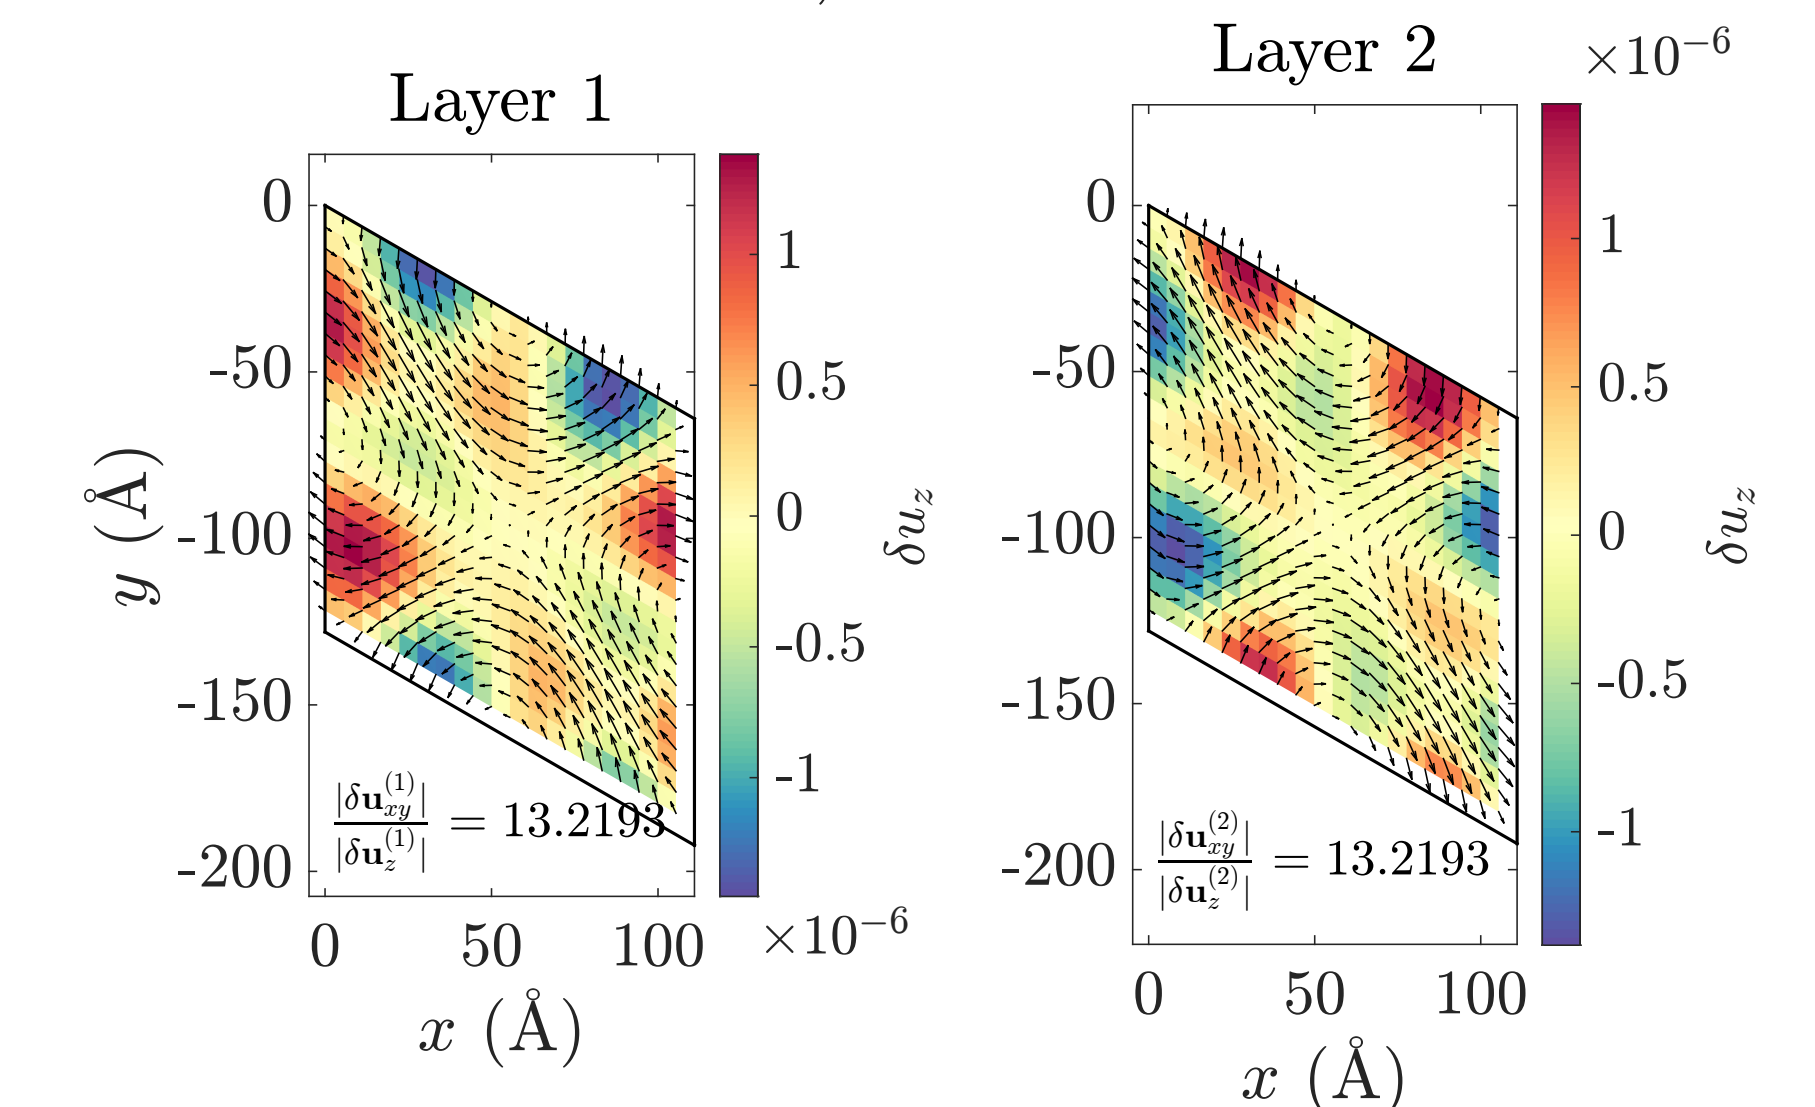 Layer 1
0
-50
-100
-150
-200
y (Å)
0 50 100
x (Å)
|δu_xy^(1)| / |δu_z^(1)| = 13.2193
1
0.5
0
-0.5
-1
×10^−6
δu_z
Layer 2
0
-50
-100
-150
-200
0 50 100
x (Å)
|δu_xy^(2)| / |δu_z^(2)| = 13.2193
×10^−6
1
0.5
0
-0.5
-1
δu_z